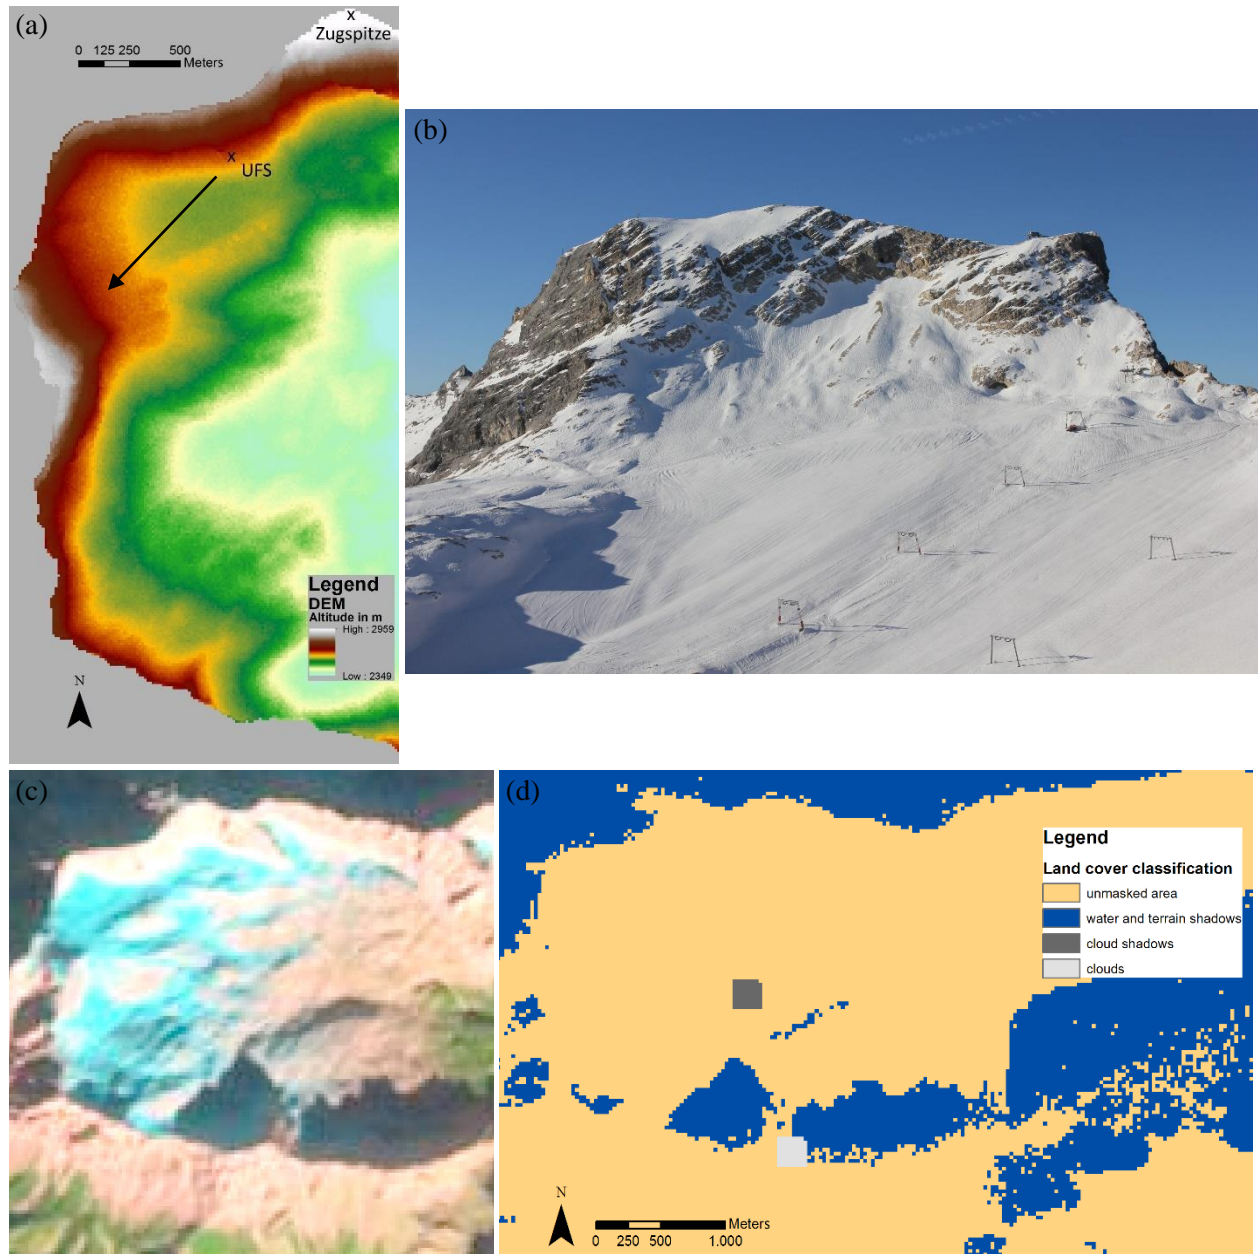 (a)
x
Zugspitze
0 125 250 500
Meters
x
UFS
Legend
DEM
Altitude in m
High : 2959
Low : 2349
N
(b)
(c)
(d)
Legend
Land cover classification
unmasked area
water and terrain shadows
cloud shadows
clouds
N
Meters
0 250 500 1.000